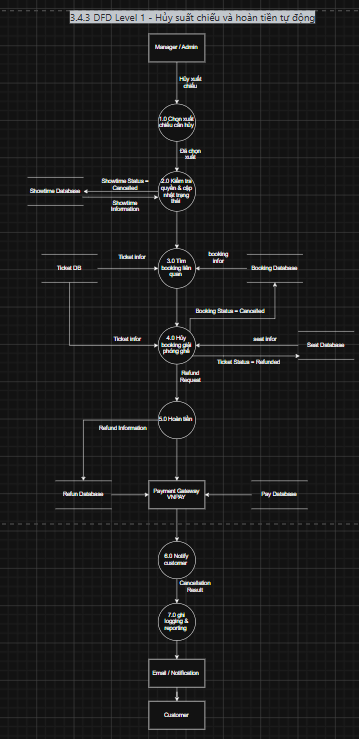 3.4.3 DFD Level 1 - Hủy suất chiếu và hoàn tiền tự động
Manager / Admin
Hủy xuất
chiếu
1.0 Chọn xuất
chiếu cần hủy
Đã chọn
xuất
Showtime Status =
Cancelled
Showtime Database
2.0 Kiểm tra
quyền & cập
nhật trạng
thái
Showtime
information
Ticket infor
booking
infor
Ticket DB
3.0 Tìm
booking liên
quan
Booking Database
Booking Status = Cancelled
Ticket infor
4.0 Hủy
booking giải
phóng ghế
seat infor
Seat Database
Ticket Status = Refunded
Refund
Request
5.0 Hoàn tiền
Refund Information
Refun Database
Payment Gateway
VNPAY
Pay Database
6.0 Notify
customer
Cancellation
Result
7.0 ghi
logging &
reporting
Email / Notification
Customer